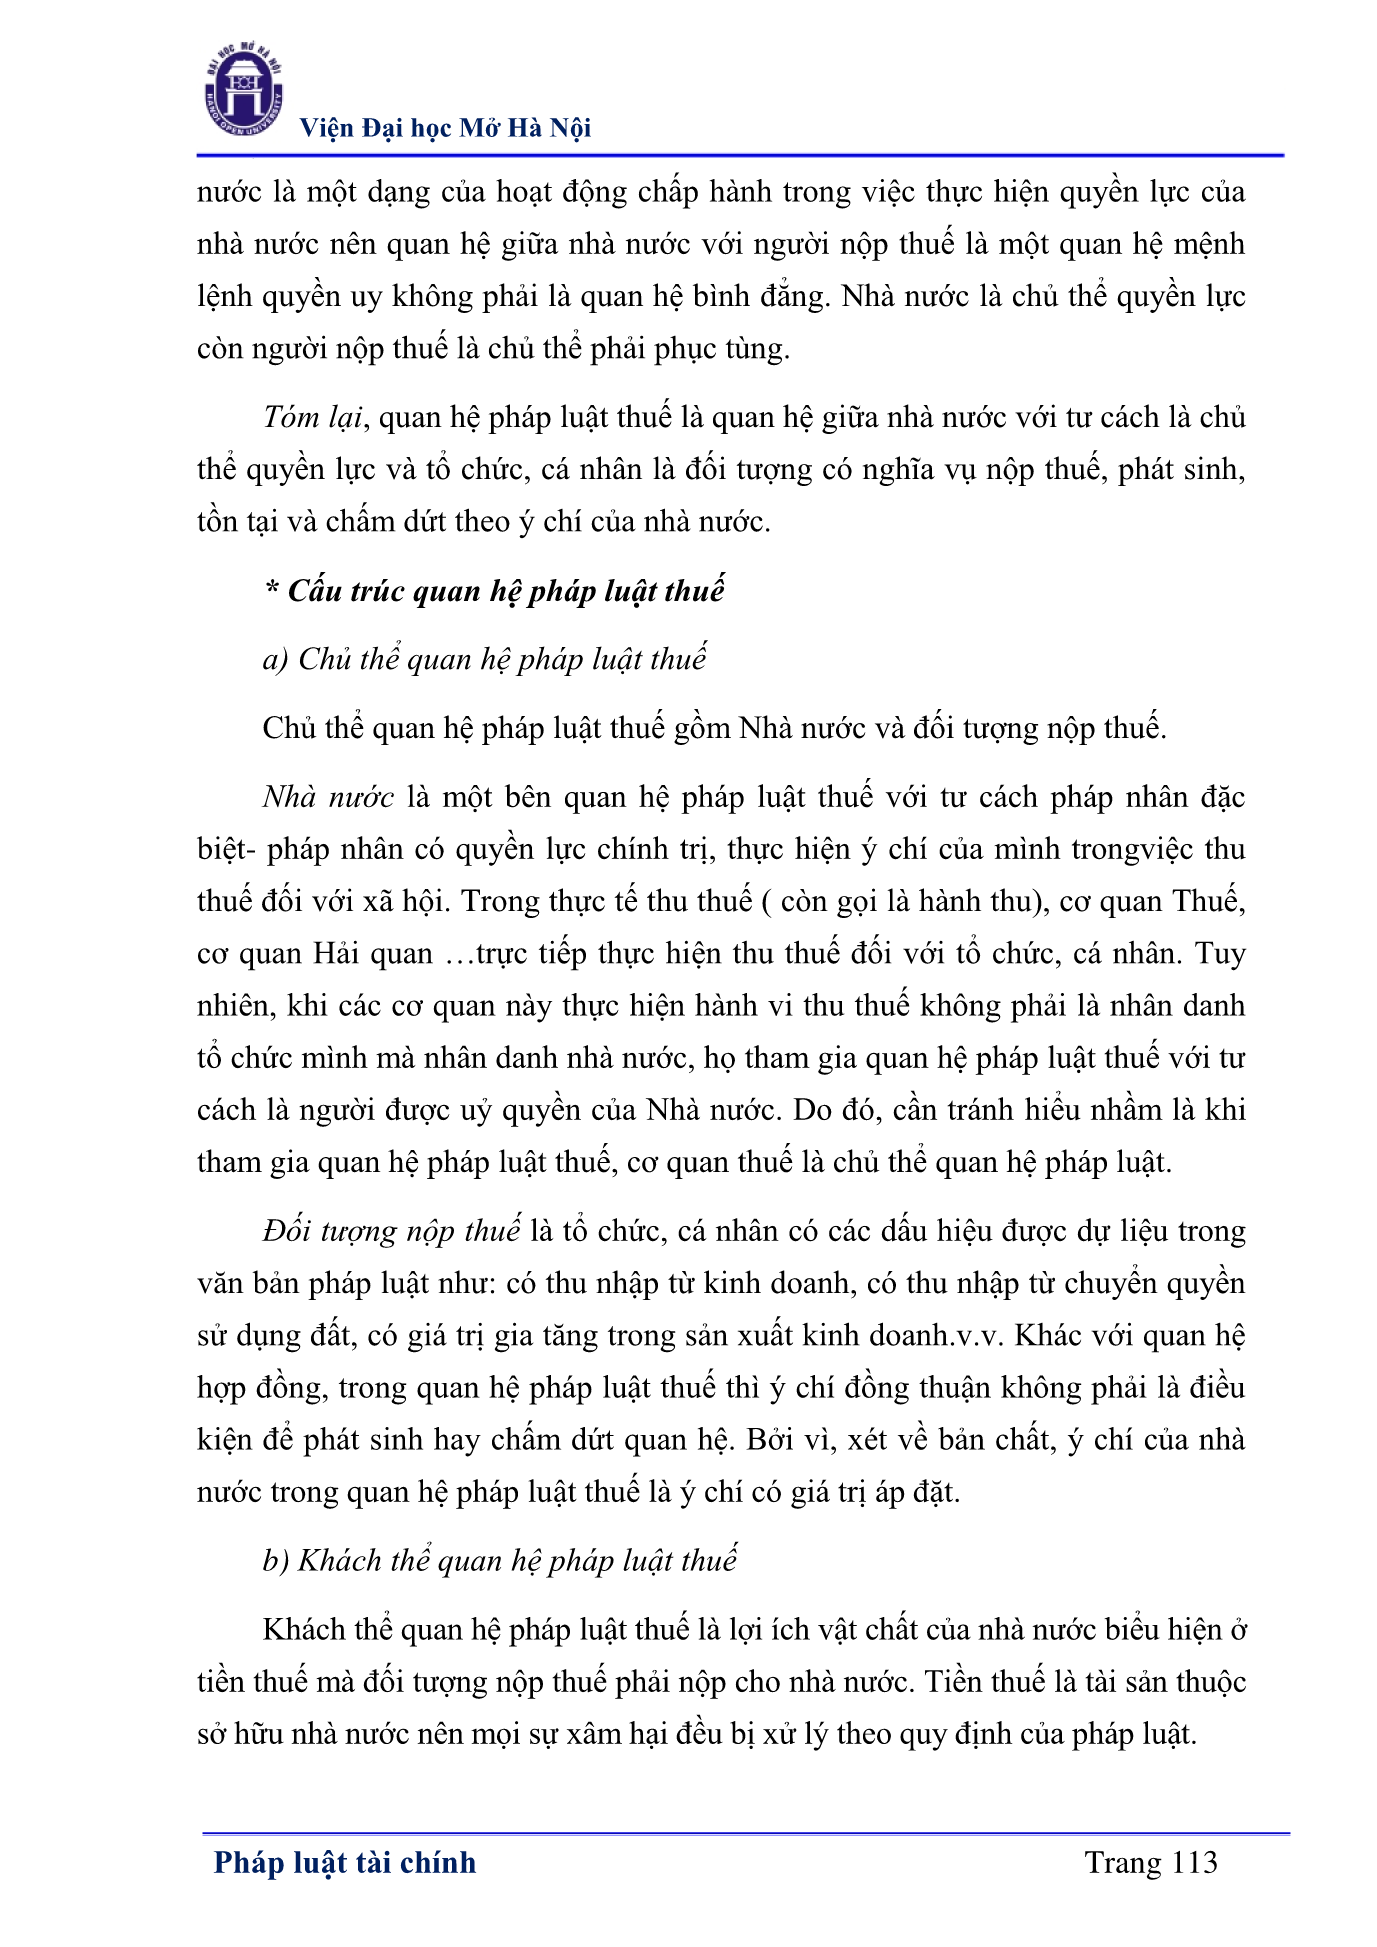 ĐẠI HỌC MỞ HÀ NỘI
HANOI OPEN UNIVERSITY
Viện Đại học Mở Hà Nội
nước là một dạng của hoạt động chấp hành trong việc thực hiện quyền lực của
nhà nước nên quan hệ giữa nhà nước với người nộp thuế là một quan hệ mệnh
lệnh quyền uy không phải là quan hệ bình đẳng. Nhà nước là chủ thể quyền lực
còn người nộp thuế là chủ thể phải phục tùng.
Tóm lại, quan hệ pháp luật thuế là quan hệ giữa nhà nước với tư cách là chủ
thể quyền lực và tổ chức, cá nhân là đối tượng có nghĩa vụ nộp thuế, phát sinh,
tồn tại và chấm dứt theo ý chí của nhà nước.
* Cấu trúc quan hệ pháp luật thuế
a) Chủ thể quan hệ pháp luật thuế
Chủ thể quan hệ pháp luật thuế gồm Nhà nước và đối tượng nộp thuế.
Nhà nước là một bên quan hệ pháp luật thuế với tư cách pháp nhân đặc
biệt- pháp nhân có quyền lực chính trị, thực hiện ý chí của mình trongviệc thu
thuế đối với xã hội. Trong thực tế thu thuế ( còn gọi là hành thu), cơ quan Thuế,
cơ quan Hải quan …trực tiếp thực hiện thu thuế đối với tổ chức, cá nhân. Tuy
nhiên, khi các cơ quan này thực hiện hành vi thu thuế không phải là nhân danh
tổ chức mình mà nhân danh nhà nước, họ tham gia quan hệ pháp luật thuế với tư
cách là người được uỷ quyền của Nhà nước. Do đó, cần tránh hiểu nhầm là khi
tham gia quan hệ pháp luật thuế, cơ quan thuế là chủ thể quan hệ pháp luật.
Đối tượng nộp thuế là tổ chức, cá nhân có các dấu hiệu được dự liệu trong
văn bản pháp luật như: có thu nhập từ kinh doanh, có thu nhập từ chuyển quyền
sử dụng đất, có giá trị gia tăng trong sản xuất kinh doanh.v.v. Khác với quan hệ
hợp đồng, trong quan hệ pháp luật thuế thì ý chí đồng thuận không phải là điều
kiện để phát sinh hay chấm dứt quan hệ. Bởi vì, xét về bản chất, ý chí của nhà
nước trong quan hệ pháp luật thuế là ý chí có giá trị áp đặt.
b) Khách thể quan hệ pháp luật thuế
Khách thể quan hệ pháp luật thuế là lợi ích vật chất của nhà nước biểu hiện ở
tiền thuế mà đối tượng nộp thuế phải nộp cho nhà nước. Tiền thuế là tài sản thuộc
sở hữu nhà nước nên mọi sự xâm hại đều bị xử lý theo quy định của pháp luật.
Pháp luật tài chính
Trang 113